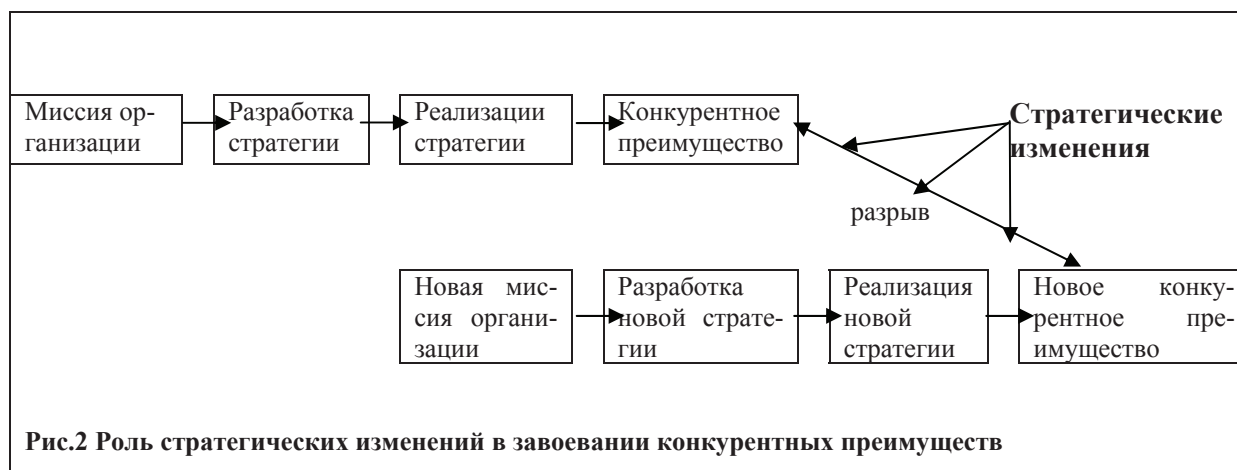 Миссия ор-
ганизации
Разработка
стратегии
Реализации
стратегии
Конкурентное
преимущество
Стратегические
изменения
разрыв
Новая мис-
сия органи-
зации
Разработка
новой страте-
гии
Реализация
новой
стратегии
Новое конку-
рентное пре-
имущество
Рис.2 Роль стратегических изменений в завоевании конкурентных преимуществ